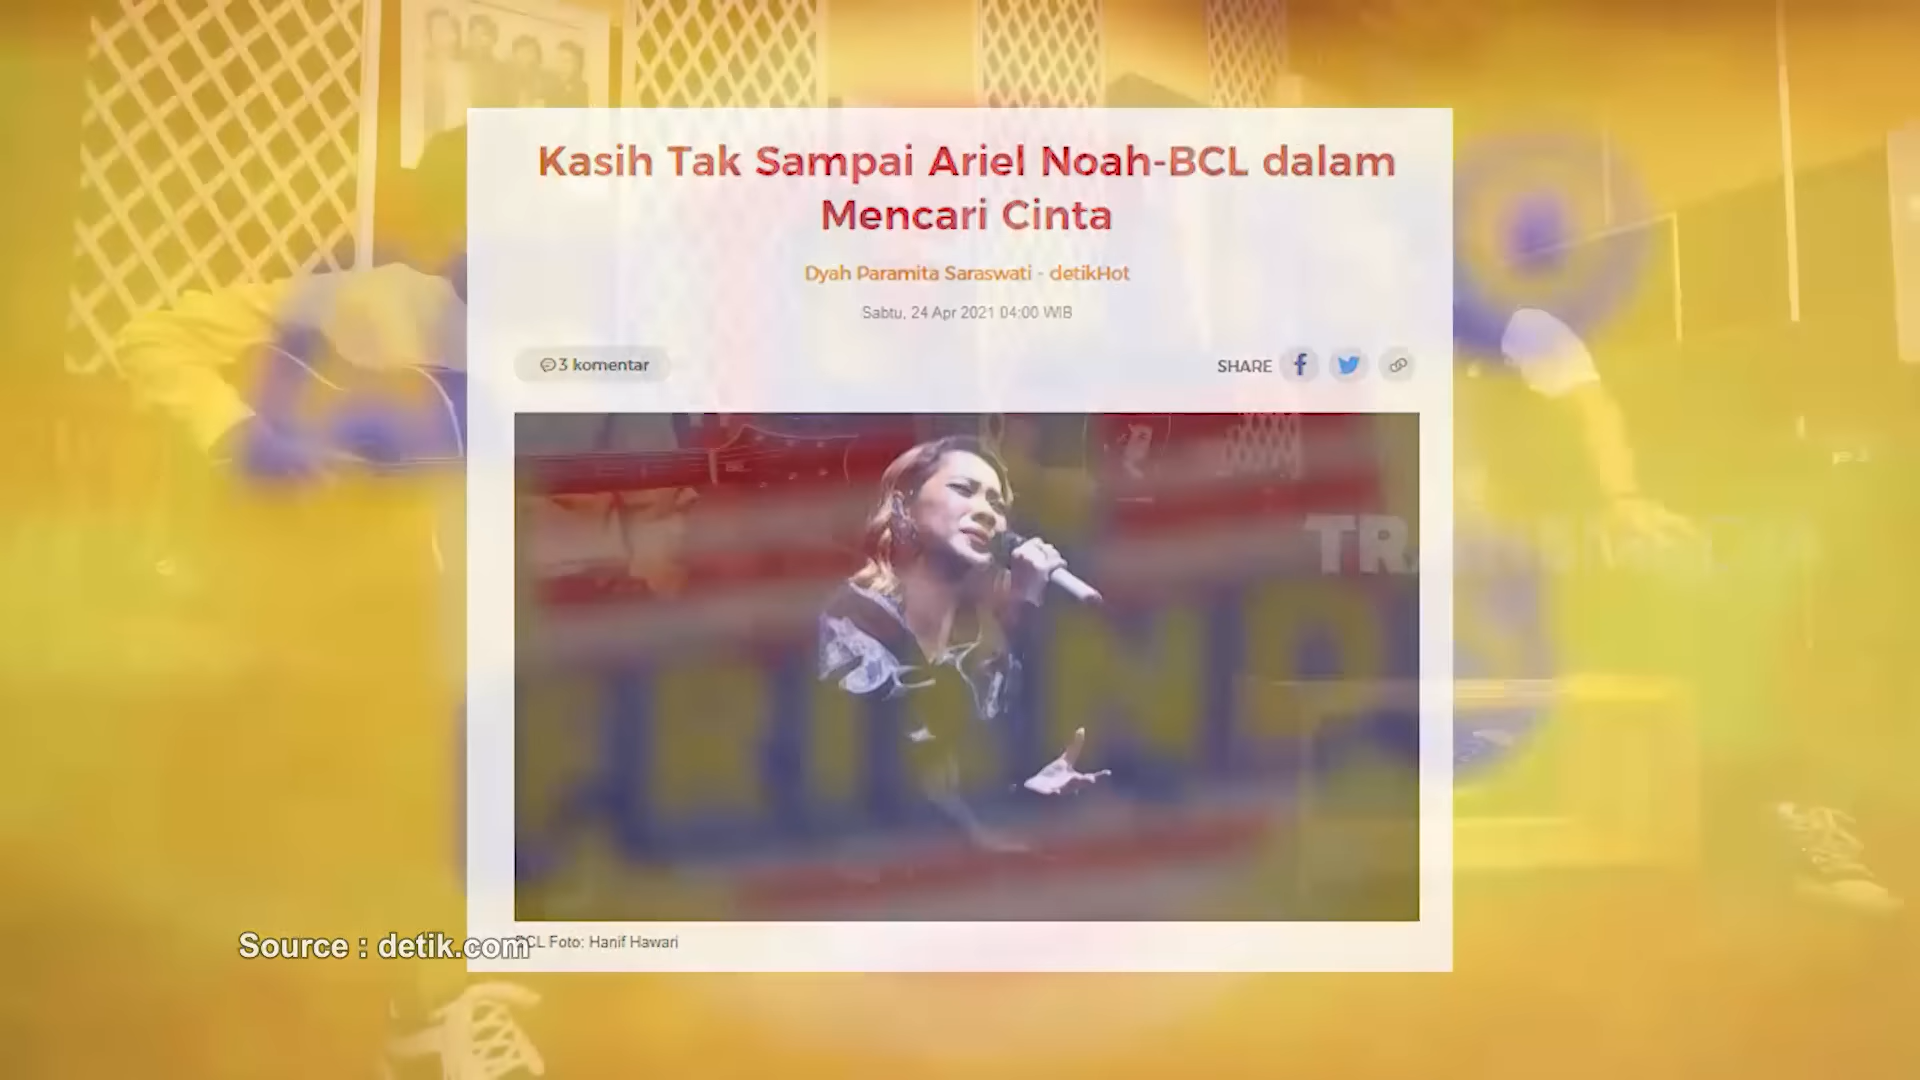 Kasih Tak Sampai Ariel Noah-BCL dalam
Mencari Cinta
Dyah Paramita Saraswati - detikHot
Sabtu, 24 Apr 2021 04:00 WIB
3 komentar
SHARE
Source : detik.com
BCL Foto: Hanif Hawari